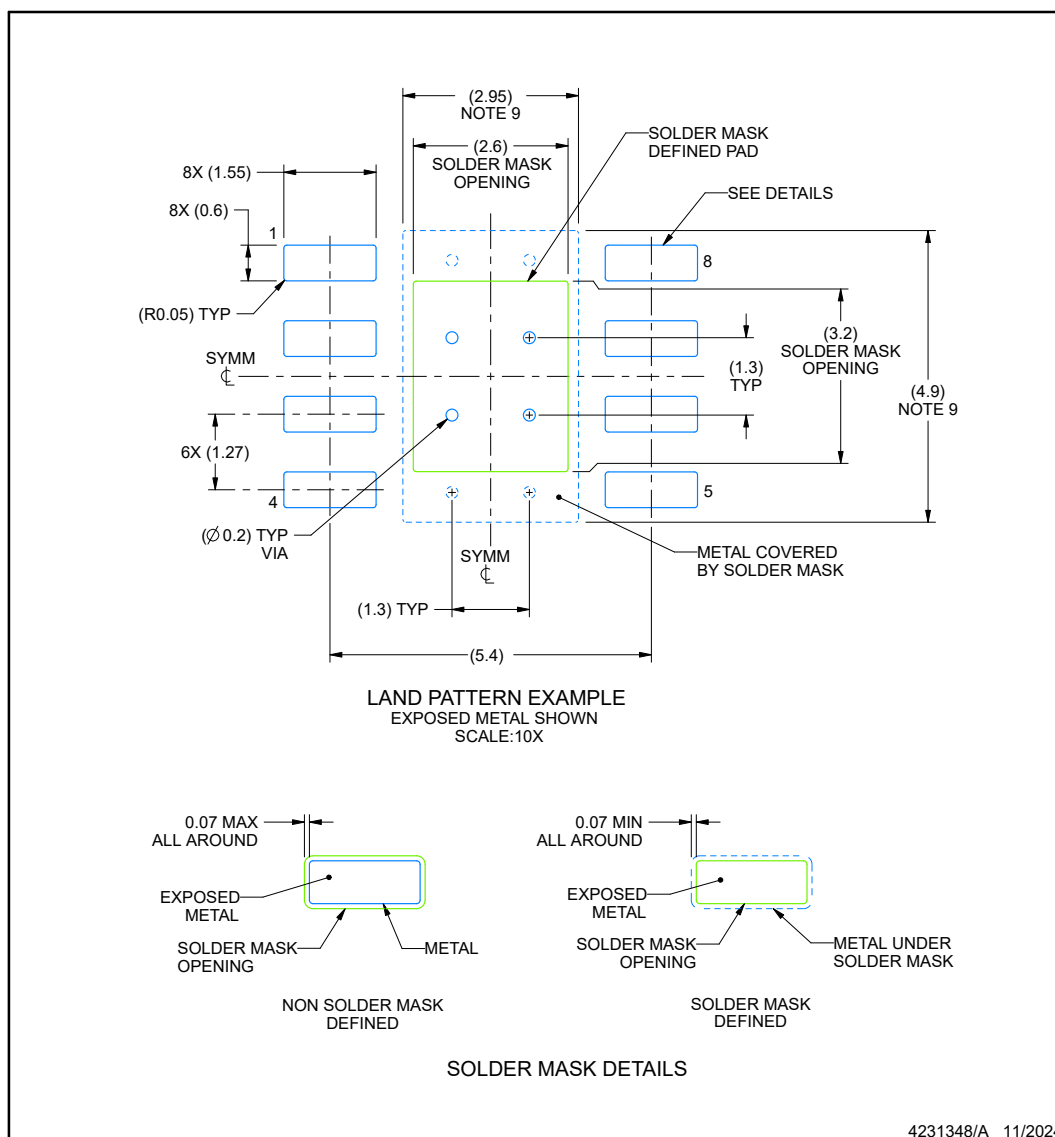 (2.95)
NOTE 9
(2.6)
SOLDER MASK
OPENING
SOLDER MASK
DEFINED PAD
8X (1.55)
SEE DETAILS
8X (0.6)
1
8
(R0.05) TYP
(3.2)
SOLDER MASK
OPENING
SYMM
℄
(1.3)
TYP
(4.9)
NOTE 9
6X (1.27)
4
5
(Ø 0.2) TYP
VIA
SYMM
℄
METAL COVERED
BY SOLDER MASK
(1.3) TYP
(5.4)
LAND PATTERN EXAMPLE
EXPOSED METAL SHOWN
SCALE:10X
0.07 MAX
ALL AROUND
EXPOSED
METAL
SOLDER MASK
OPENING
METAL
NON SOLDER MASK
DEFINED
0.07 MIN
ALL AROUND
EXPOSED
METAL
SOLDER MASK
OPENING
METAL UNDER
SOLDER MASK
SOLDER MASK
DEFINED
SOLDER MASK DETAILS
4231348/A 11/2024